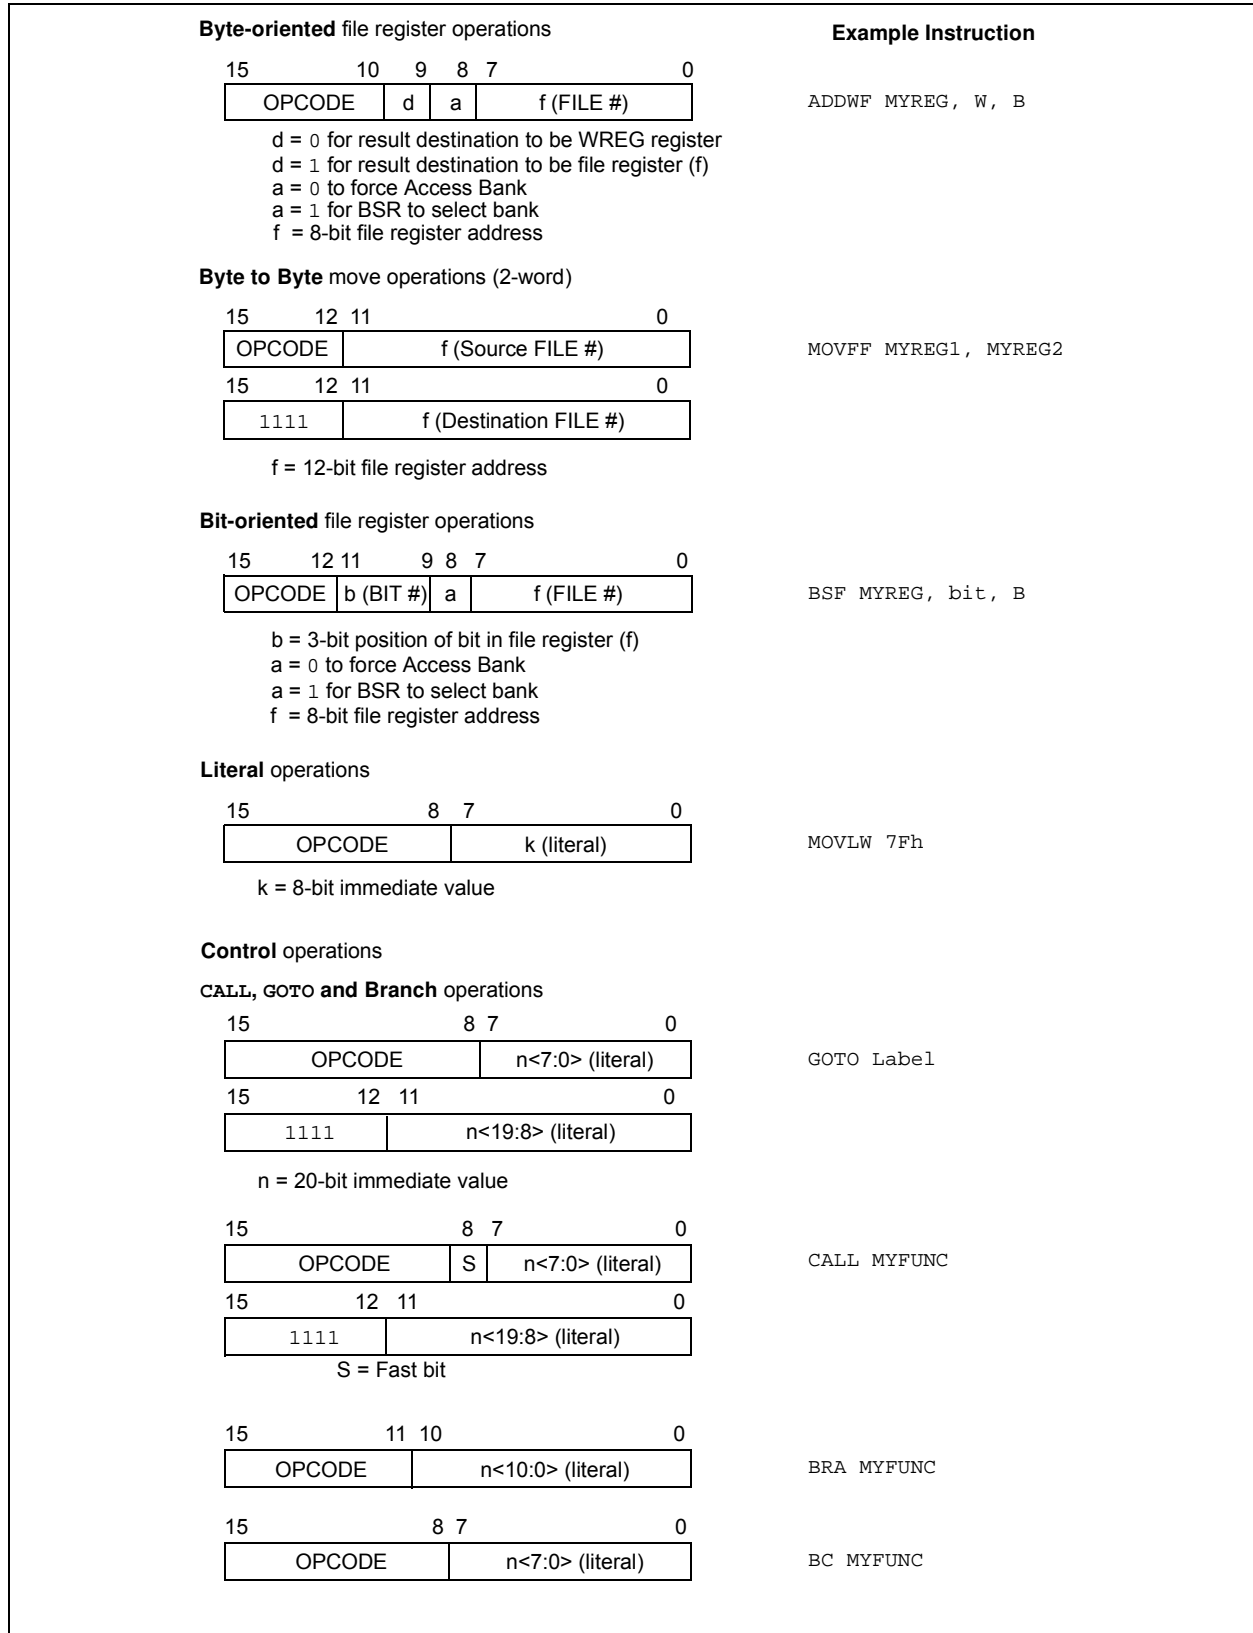 Byte-oriented file register operations
Example Instruction
15 10 9 8 7 0
OPCODE d a f (FILE #)
ADDWF MYREG, W, B
d = 0 for result destination to be WREG register
d = 1 for result destination to be file register (f)
a = 0 to force Access Bank
a = 1 for BSR to select bank
f = 8-bit file register address
Byte to Byte move operations (2-word)
15 12 11 0
OPCODE f (Source FILE #)
MOVFF MYREG1, MYREG2
15 12 11 0
1111 f (Destination FILE #)
f = 12-bit file register address
Bit-oriented file register operations
15 12 11 9 8 7 0
OPCODE b (BIT #) a f (FILE #)
BSF MYREG, bit, B
b = 3-bit position of bit in file register (f)
a = 0 to force Access Bank
a = 1 for BSR to select bank
f = 8-bit file register address
Literal operations
15 8 7 0
OPCODE k (literal)
MOVLW 7Fh
k = 8-bit immediate value
Control operations
CALL, GOTO and Branch operations
15 8 7 0
OPCODE n<7:0> (literal)
GOTO Label
15 12 11 0
1111 n<19:8> (literal)
n = 20-bit immediate value
15 8 7 0
OPCODE S n<7:0> (literal)
CALL MYFUNC
15 12 11 0
1111 n<19:8> (literal)
S = Fast bit
15 11 10 0
OPCODE n<10:0> (literal)
BRA MYFUNC
15 8 7 0
OPCODE n<7:0> (literal)
BC MYFUNC